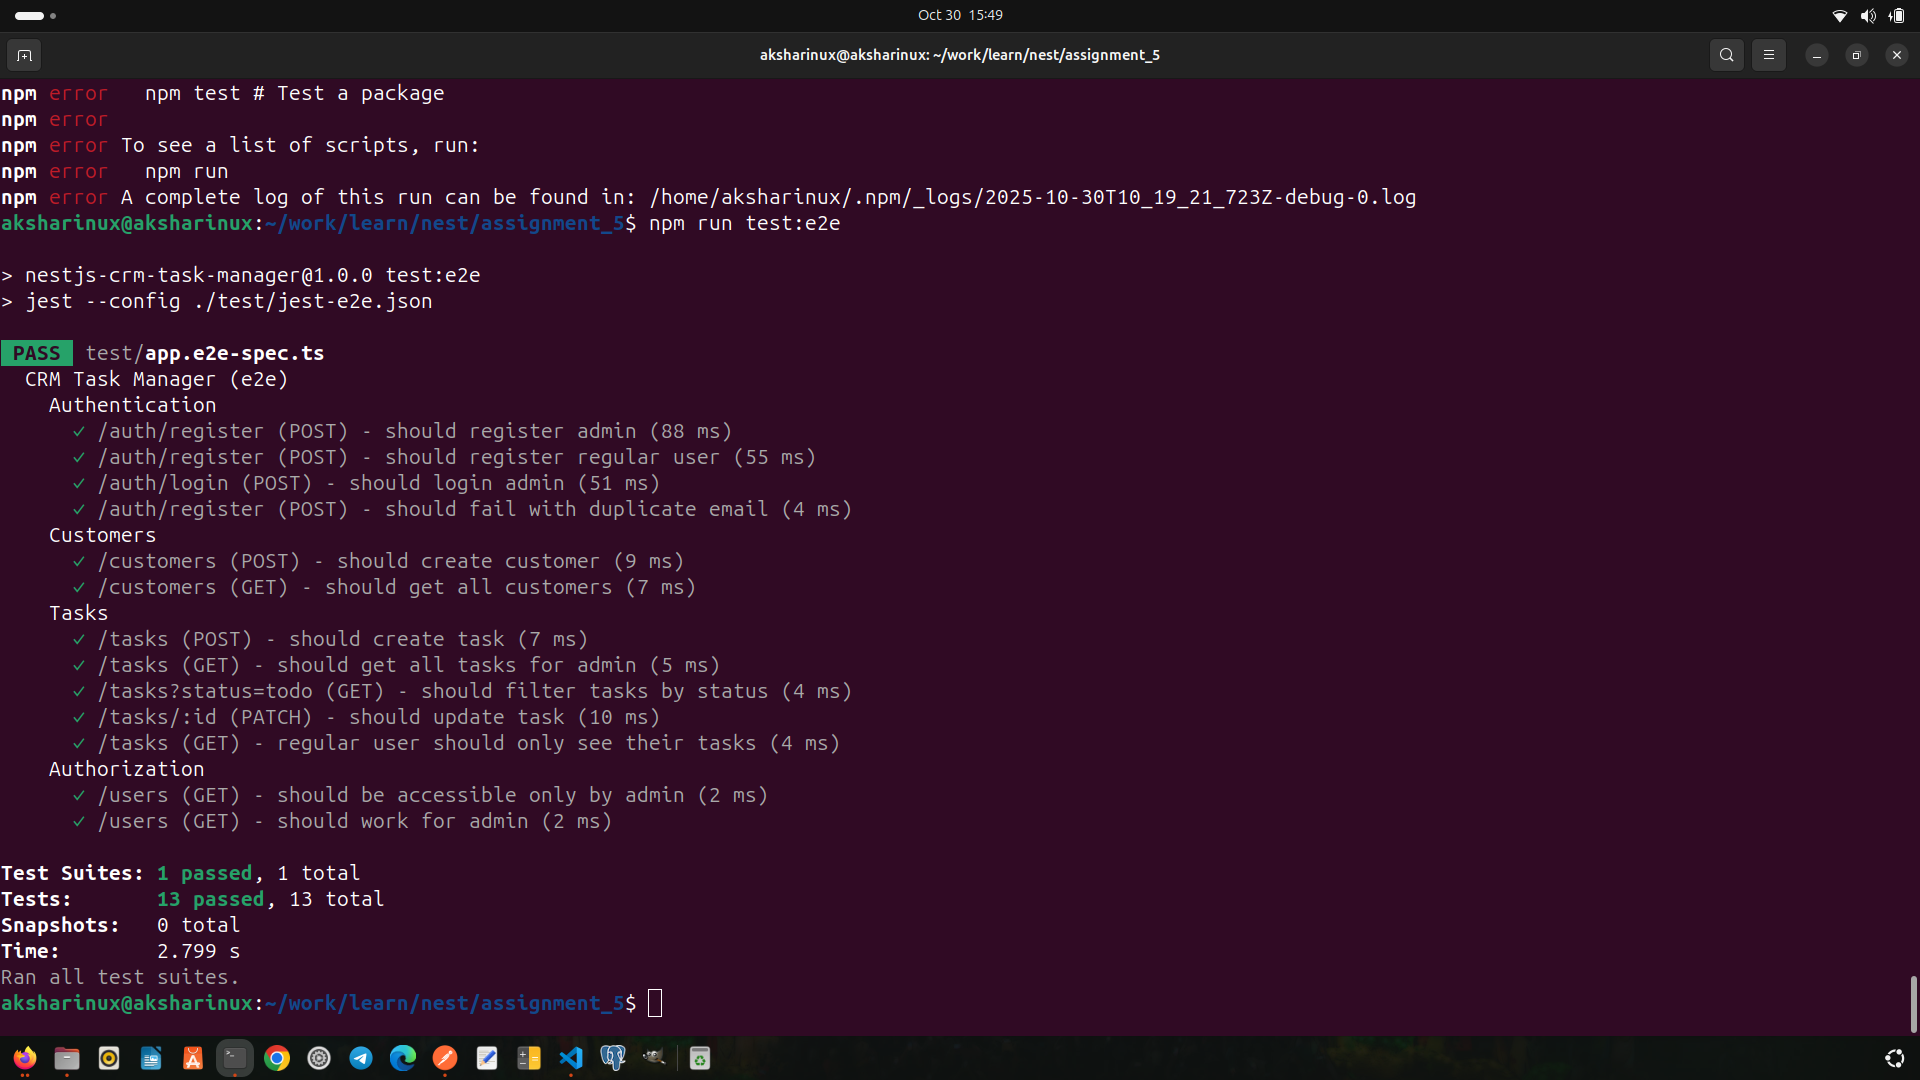 Oct 30 15:49
aksharinux@aksharinux: ~/work/learn/nest/assignment_5
npm error   npm test # Test a package
npm error
npm error To see a list of scripts, run:
npm error   npm run
npm error A complete log of this run can be found in: /home/aksharinux/.npm/_logs/2025-10-30T10_19_21_723Z-debug-0.log
aksharinux@aksharinux:~/work/learn/nest/assignment_5$ npm run test:e2e
> nestjs-crm-task-manager@1.0.0 test:e2e
> jest --config ./test/jest-e2e.json
PASS test/app.e2e-spec.ts
CRM Task Manager (e2e)
Authentication
✓ /auth/register (POST) - should register admin (88 ms)
✓ /auth/register (POST) - should register regular user (55 ms)
✓ /auth/login (POST) - should login admin (51 ms)
✓ /auth/register (POST) - should fail with duplicate email (4 ms)
Customers
✓ /customers (POST) - should create customer (9 ms)
✓ /customers (GET) - should get all customers (7 ms)
Tasks
✓ /tasks (POST) - should create task (7 ms)
✓ /tasks (GET) - should get all tasks for admin (5 ms)
✓ /tasks?status=todo (GET) - should filter tasks by status (4 ms)
✓ /tasks/:id (PATCH) - should update task (10 ms)
✓ /tasks (GET) - regular user should only see their tasks (4 ms)
Authorization
✓ /users (GET) - should be accessible only by admin (2 ms)
✓ /users (GET) - should work for admin (2 ms)
Test Suites: 1 passed, 1 total
Tests:       13 passed, 13 total
Snapshots:   0 total
Time:        2.799 s
Ran all test suites.
aksharinux@aksharinux:~/work/learn/nest/assignment_5$